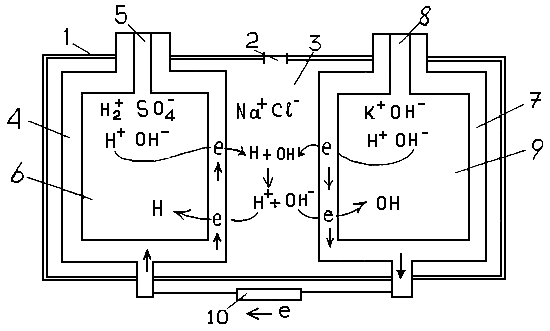 5 8
1 2 3
H₂⁺ SO₄⁻ Na⁺Cl⁻ K⁺OH⁻ 7
4 H⁺ OH⁻ H⁺ OH⁻
e H + OH e 9
6
H H⁺ + OH⁻ OH
e e
10 e